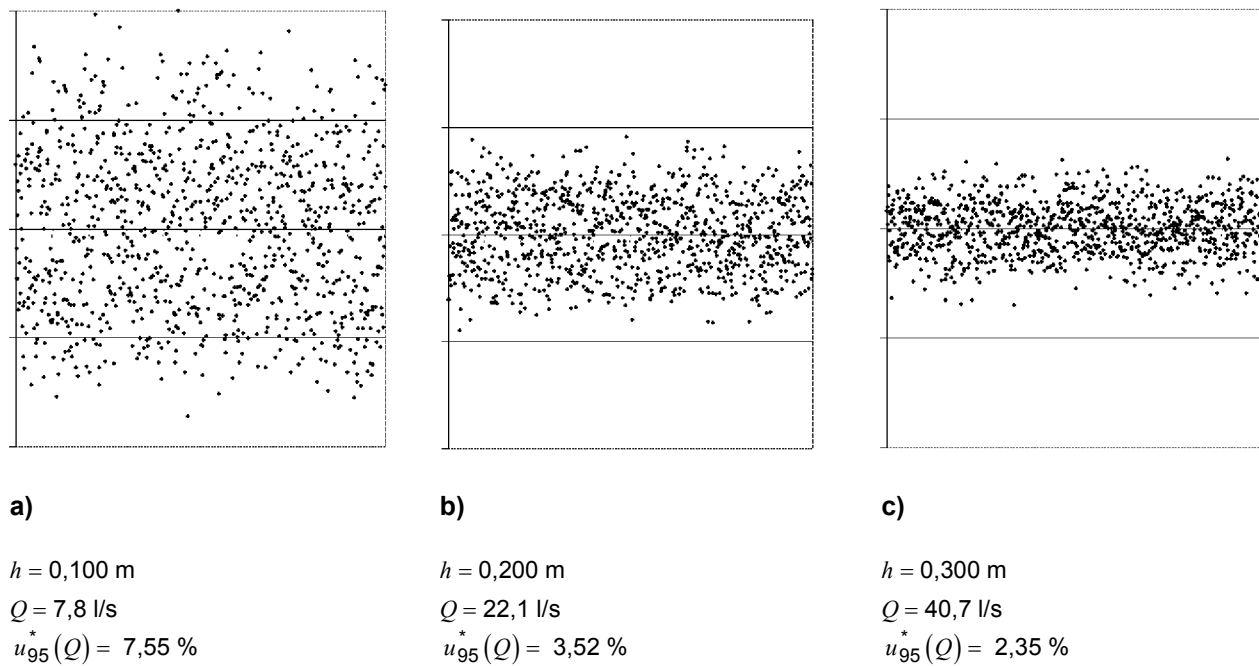 a)
h = 0,100 m
Q = 7,8 l/s
u*95(Q) = 7,55 %
b)
h = 0,200 m
Q = 22,1 l/s
u*95(Q) = 3,52 %
c)
h = 0,300 m
Q = 40,7 l/s
u*95(Q) = 2,35 %